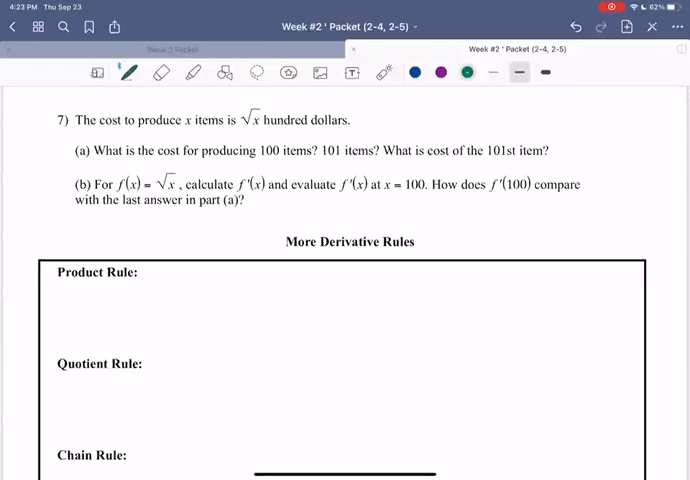 4:23 PM Thu Sep 23
62%
Week #2 ' Packet (2-4, 2-5)
Week 2 Packet
Week #2 ' Packet (2-4, 2-5)
7) The cost to produce x items is √x hundred dollars.
(a) What is the cost for producing 100 items? 101 items? What is cost of the 101st item?
(b) For f(x) = √x , calculate f '(x) and evaluate f '(x) at x = 100. How does f '(100) compare
with the last answer in part (a)?
More Derivative Rules
Product Rule:
Quotient Rule:
Chain Rule: